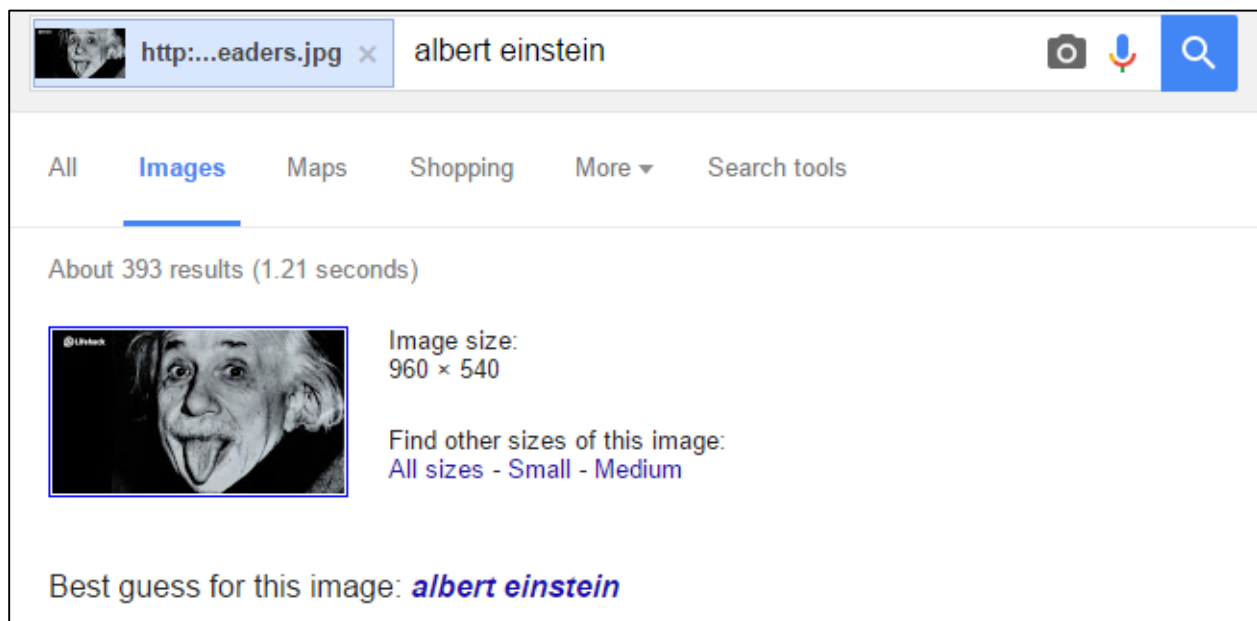 http:...eaders.jpg × albert einstein
All Images Maps Shopping More Search tools
About 393 results (1.21 seconds)
Lifehack
Image size:
960 × 540
Find other sizes of this image:
All sizes - Small - Medium
Best guess for this image: albert einstein